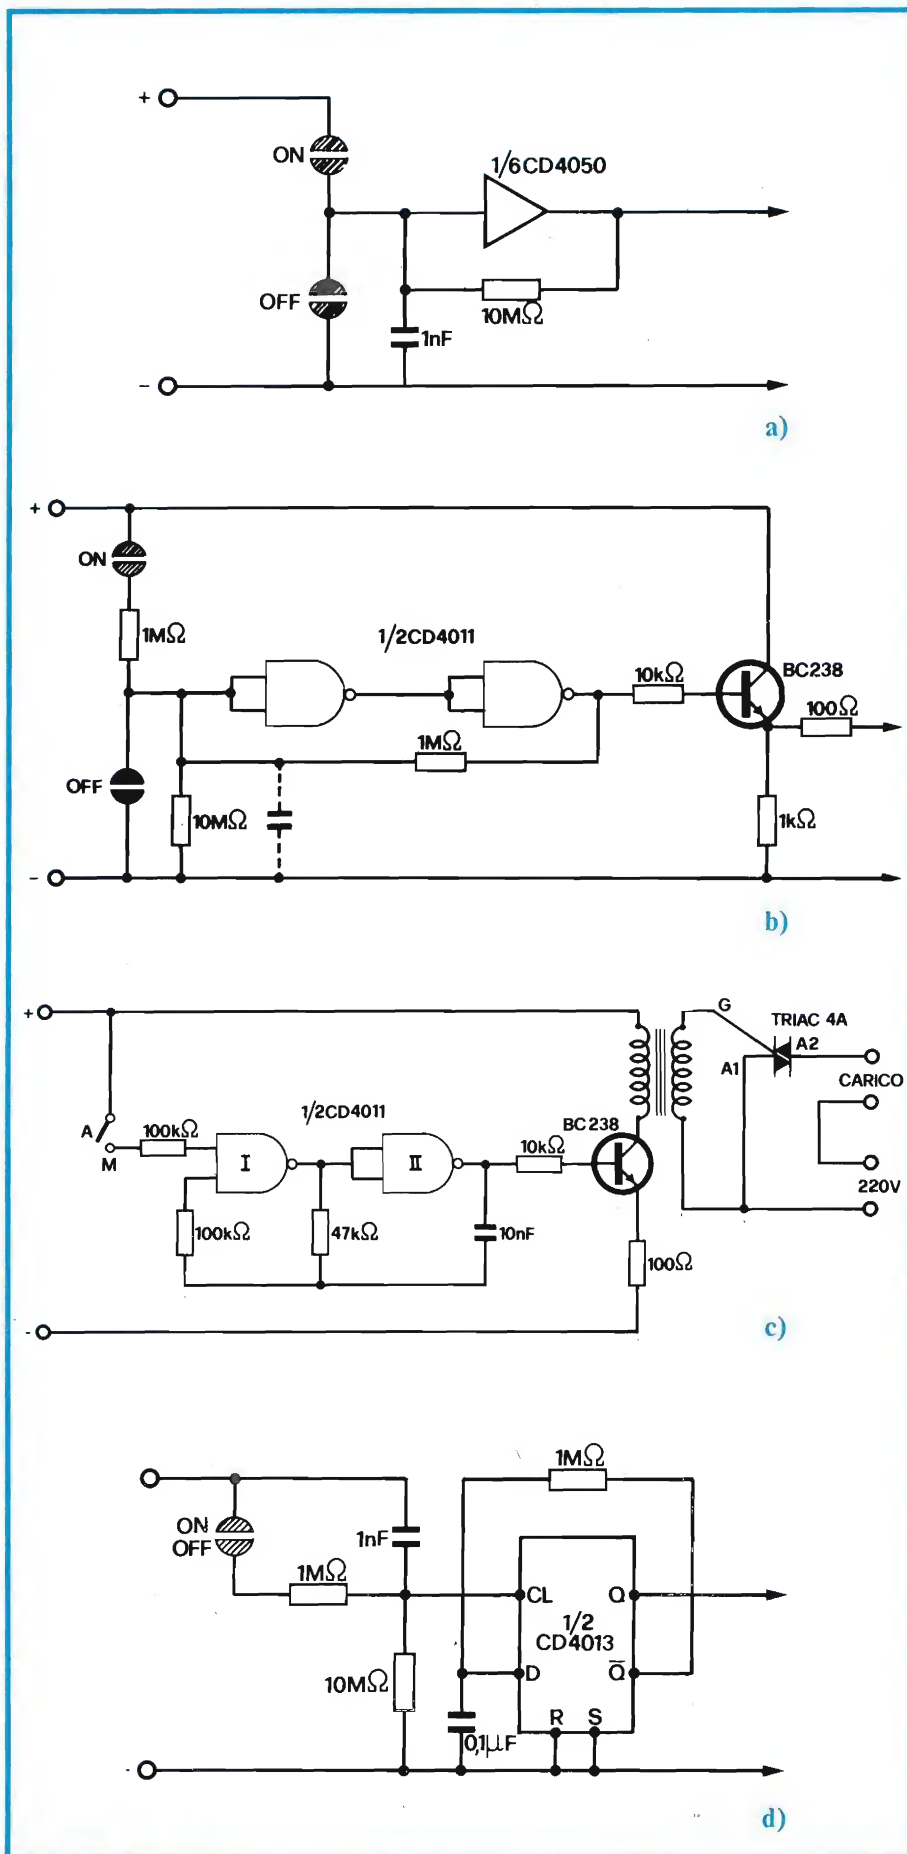 +
ON
1/6CD4050
OFF
10MΩ
1nF
-
a)
+
ON
1MΩ
1/2CD4011
10kΩ
BC238
100Ω
1MΩ
OFF
10MΩ
1kΩ
-
b)
+
G
TRIAC 4A
A2
A1
CARICO
1/2CD4011
A
100kΩ
BC238
M
I
II
10kΩ
220V
100kΩ
47kΩ
10nF
100Ω
-
c)
1MΩ
ON
OFF
1nF
1MΩ
CL
Q
1/2
CD4013
10MΩ
D
Q̅
R
S
0,1µF
-
d)